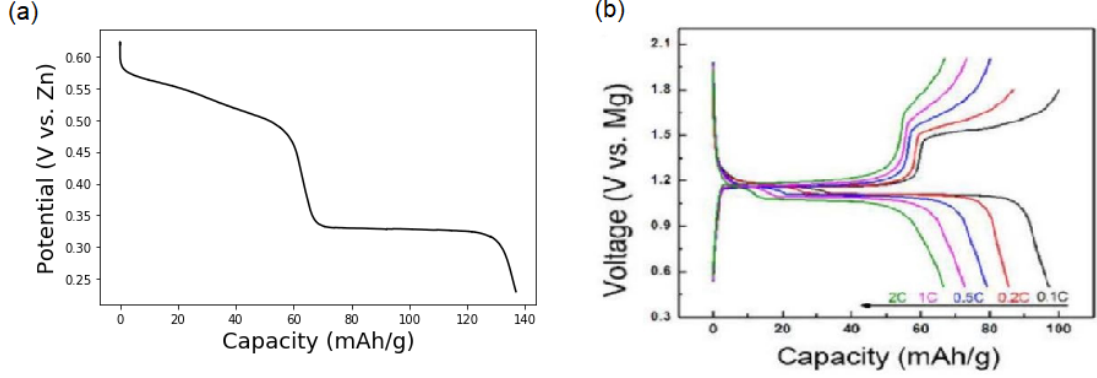 (a)
Potential (V vs. Zn)
0.60
0.55
0.50
0.45
0.40
0.35
0.30
0.25
0 20 40 60 80 100 120 140
Capacity (mAh/g)
(b)
Voltage (V vs. Mg)
2.1
1.8
1.5
1.2
0.9
0.6
0.3
2C 1C 0.5C 0.2C 0.1C
0 20 40 60 80 100
Capacity (mAh/g)